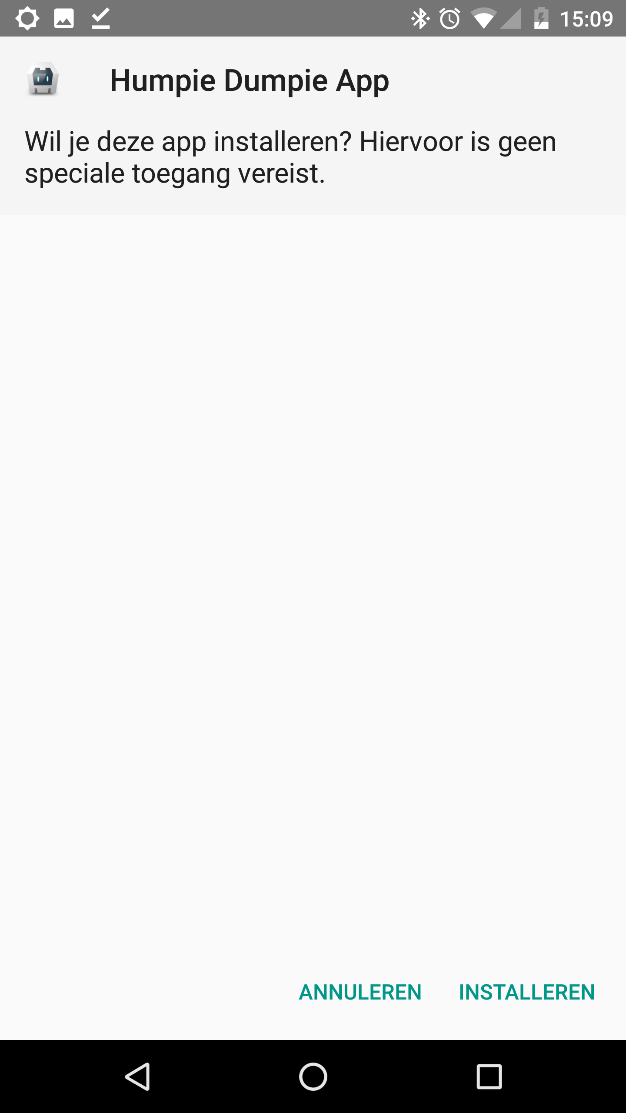 15:09
Humpie Dumpie App
Wil je deze app installeren? Hiervoor is geen
speciale toegang vereist.
ANNULEREN INSTALLEREN